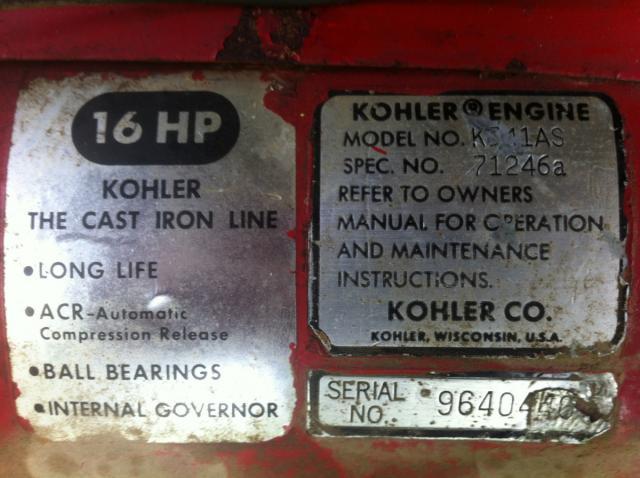 16 HP
KOHLER
THE CAST IRON LINE
•LONG LIFE
•ACR-Automatic
Compression Release
•BALL BEARINGS
•INTERNAL GOVERNOR
KOHLER® ENGINE
MODEL NO.
SPEC. NO. 71246a
REFER TO OWNERS
MANUAL FOR OPERATION
AND MAINTENANCE
INSTRUCTIONS.
KOHLER CO.
KOHLER, WISCONSIN, U.S.A.
SERIAL
NO